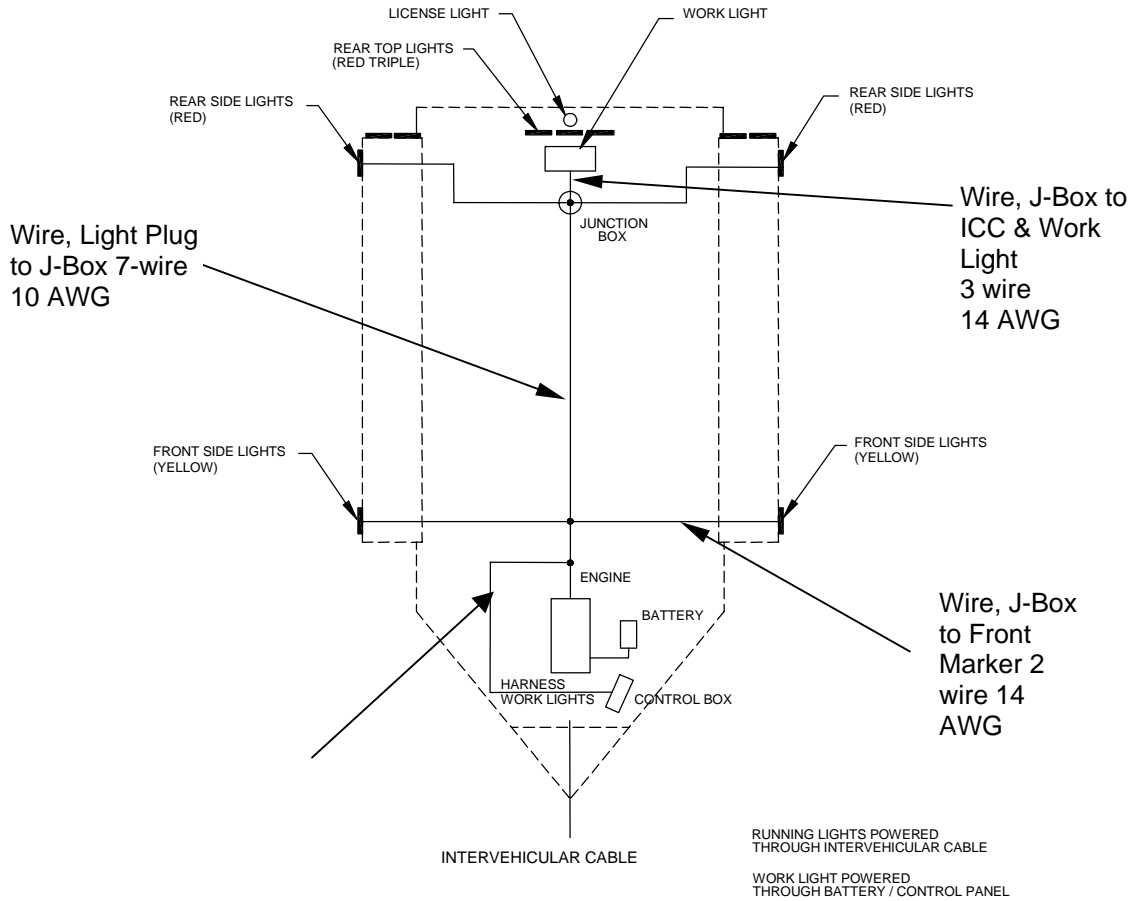 LICENSE LIGHT
WORK LIGHT
REAR TOP LIGHTS
(RED TRIPLE)
REAR SIDE LIGHTS
(RED)
REAR SIDE LIGHTS
(RED)
Wire, J-Box to
ICC & Work
Light
3 wire
14 AWG
JUNCTION
BOX
Wire, Light Plug
to J-Box 7-wire
10 AWG
FRONT SIDE LIGHTS
(YELLOW)
FRONT SIDE LIGHTS
(YELLOW)
ENGINE
BATTERY
Wire, J-Box
to Front
Marker 2
wire 14
AWG
HARNESS
WORK LIGHTS
CONTROL BOX
INTERVEHICULAR CABLE
RUNNING LIGHTS POWERED
THROUGH INTERVEHICULAR CABLE
WORK LIGHT POWERED
THROUGH BATTERY / CONTROL PANEL